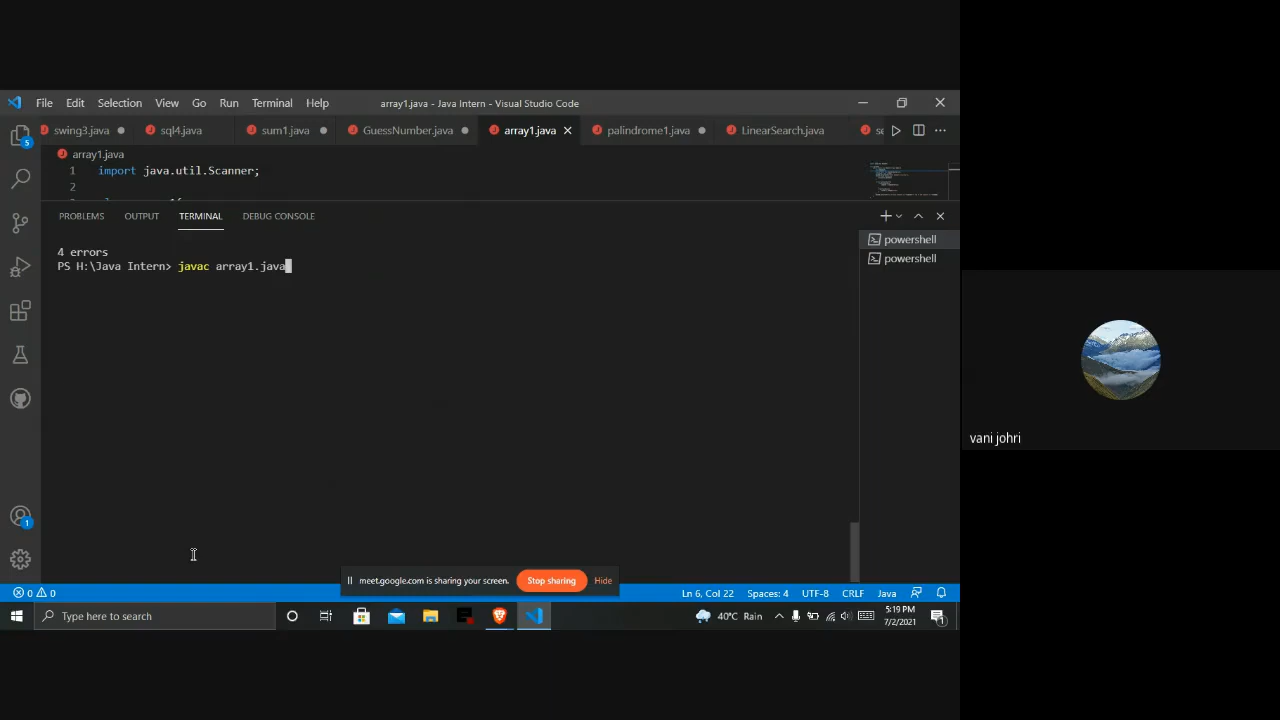 File Edit Selection View Go Run Terminal Help array1.java - Java Intern - Visual Studio Code
swing3.java sql4.java sum1.java GuessNumber.java array1.java palindrome1.java LinearSearch.java se
5
array1.java
1 import java.util.Scanner;
2
PROBLEMS OUTPUT TERMINAL DEBUG CONSOLE
4 errors
PS H:\Java Intern> javac array1.java
powershell
powershell
vani johri
1
meet.google.com is sharing your screen. Stop sharing Hide
0 0 Ln 6, Col 22 Spaces: 4 UTF-8 CRLF Java
Type here to search
40°C Rain
5:19 PM
7/2/2021
1